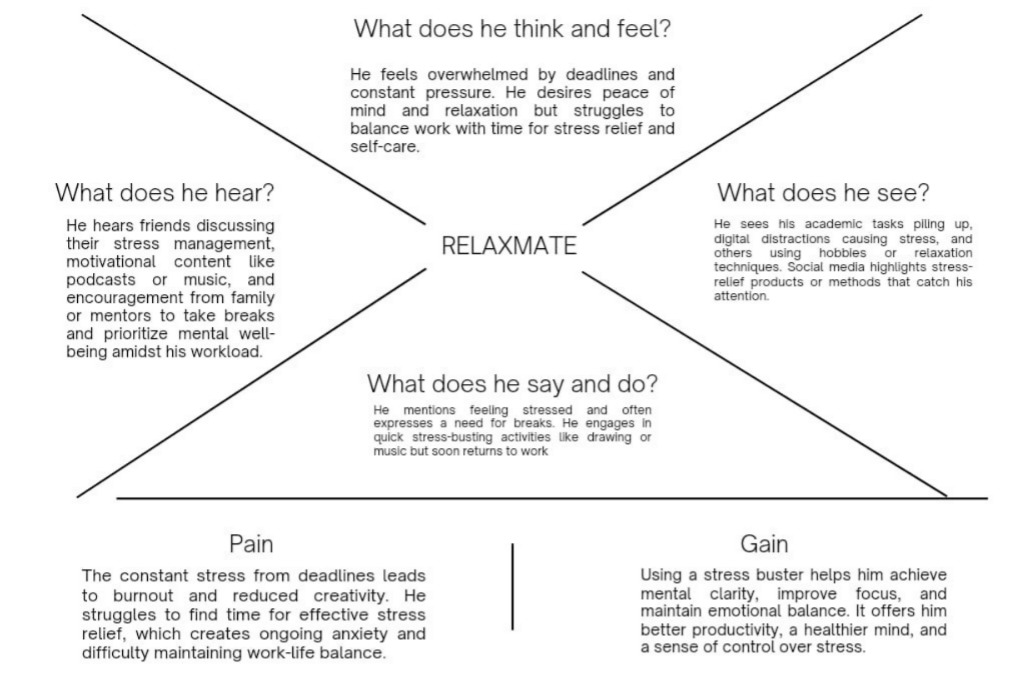 What does he think and feel?
He feels overwhelmed by deadlines and
constant pressure. He desires peace of
mind and relaxation but struggles to
balance work with time for stress relief and
self-care.
What does he hear?
He hears friends discussing
their stress management,
motivational content like
podcasts or music, and
encouragement from family
or mentors to take breaks
and prioritize mental well-
being amidst his workload.
RELAXMATE
What does he see?
He sees his academic tasks piling up,
digital distractions causing stress, and
others using hobbies or relaxation
techniques. Social media highlights stress-
relief products or methods that catch his
attention.
What does he say and do?
He mentions feeling stressed and often
expresses a need for breaks. He engages in
quick stress-busting activities like drawing or
music but soon returns to work
Pain
The constant stress from deadlines leads
to burnout and reduced creativity. He
struggles to find time for effective stress
relief, which creates ongoing anxiety and
difficulty maintaining work-life balance.
Gain
Using a stress buster helps him achieve
mental clarity, improve focus, and
maintain emotional balance. It offers him
better productivity, a healthier mind, and
a sense of control over stress.